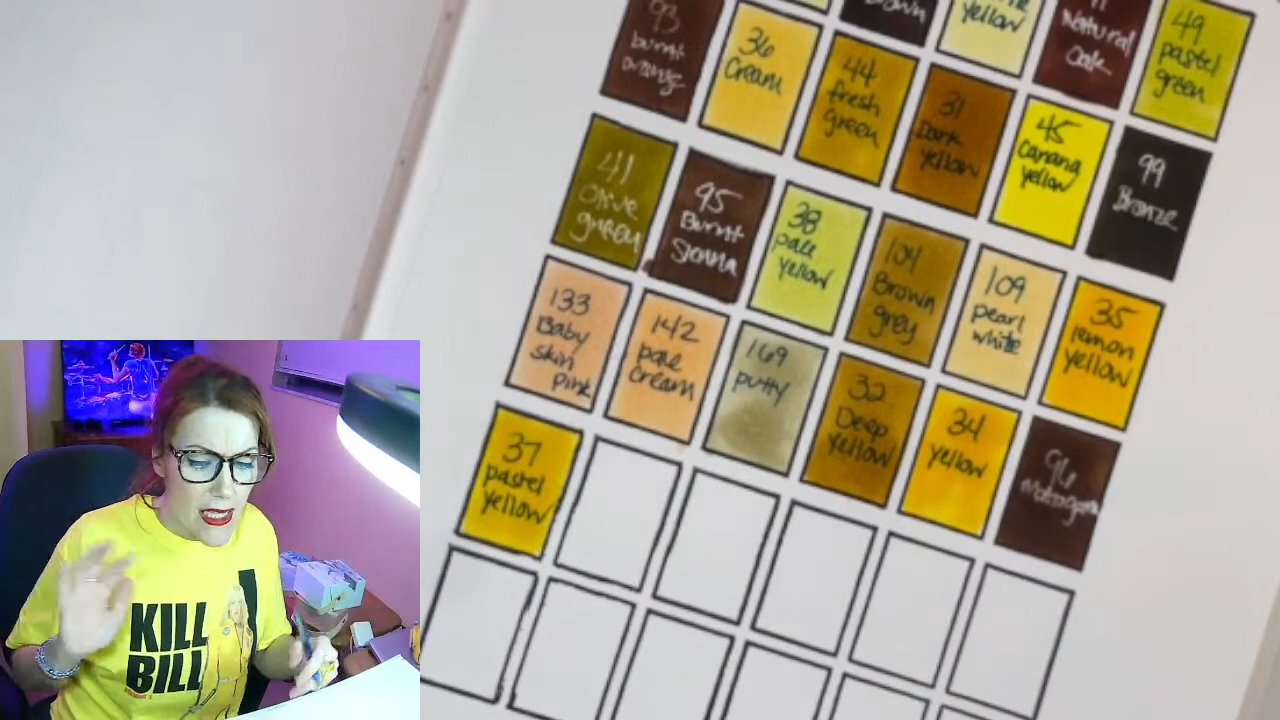 93
burnt
orange
36
Cream
44
fresh
green
31
Dark
yellow
45
Canana
yellow
99
Bronze
yellow
Natural
Oak
49
pastel
green
41
Olive
green
95
Burnt
Sienna
38
pale
yellow
104
Brown
grey
109
pearl
white
35
lemon
yellow
133
Baby
skin
pink
142
pale
Cream
169
putty
32
Deep
yellow
34
yellow
96
37
pastel
yellow
KILL
BILL